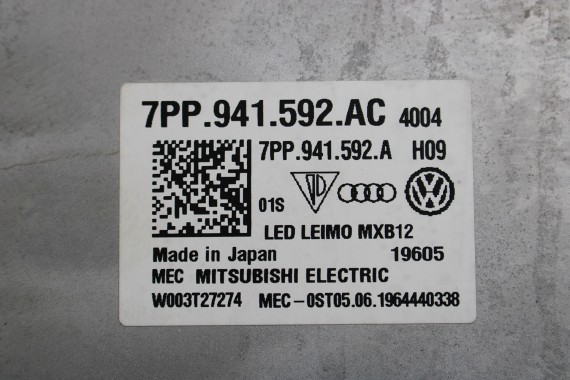 7PP.941.592.AC 4004
7PP.941.592.A H09
01S
LED LEIMO MXB12
Made in Japan 19605
MEC MITSUBISHI ELECTRIC
W003T27274 MEC-0ST05.06.1964440338